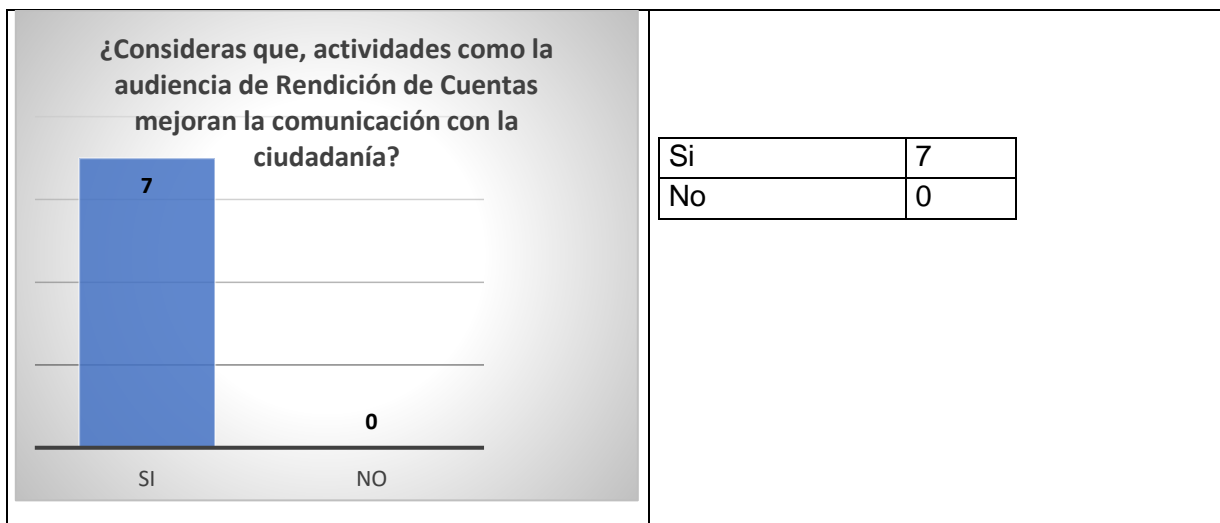 ¿Consideras que, actividades como la
audiencia de Rendición de Cuentas
mejoran la comunicación con la
ciudadanía?
7
0
SI NO
Si 7
No 0